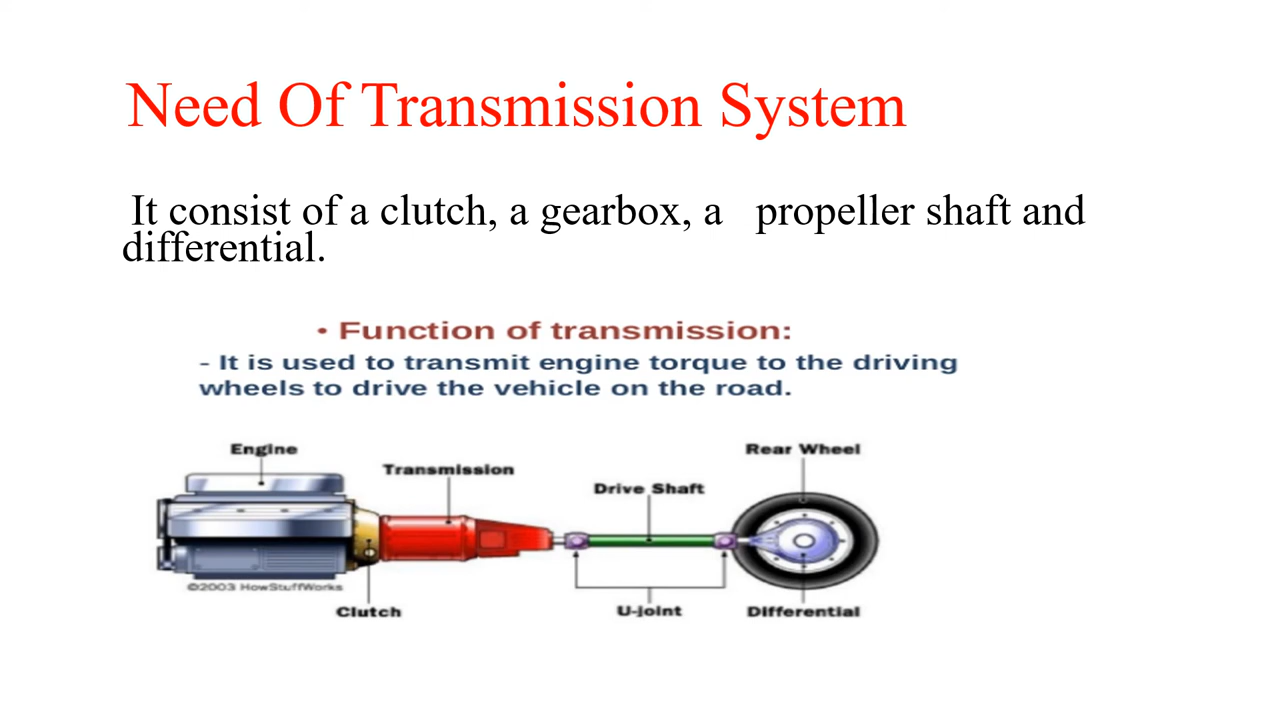 Need Of Transmission System
It consist of a clutch, a gearbox, a propeller shaft and
differential.
• Function of transmission:
- It is used to transmit engine torque to the driving
wheels to drive the vehicle on the road.
Engine
Transmission
Drive Shaft
Rear Wheel
©2003 HowStuffWorks
Clutch
U-joint
Differential